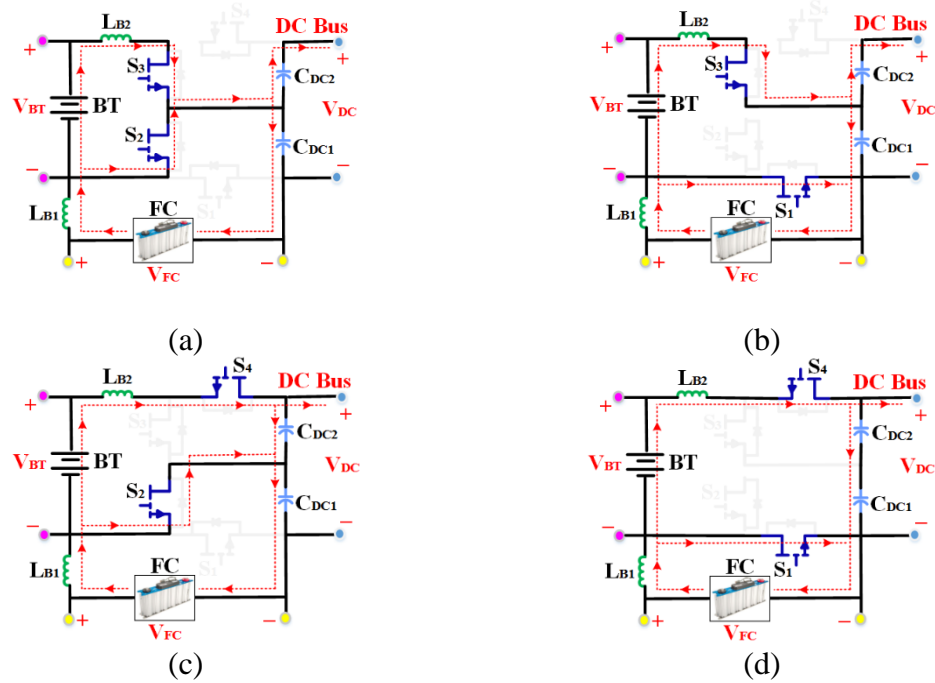 LB2
S4
DC Bus
+
+
S3
CDC2
VBT
BT
VDC
S2
CDC1
−
−
S1
LB1
FC
+
VFC
−
(a)
LB2
S4
DC Bus
+
+
S3
CDC2
VBT
BT
VDC
S2
CDC1
−
−
S1
LB1
FC
+
VFC
−
(b)
S4
LB2
DC Bus
+
+
S3
CDC2
VBT
BT
VDC
S2
CDC1
−
−
S1
LB1
FC
+
VFC
−
(c)
S4
LB2
DC Bus
+
+
S3
CDC2
VBT
BT
VDC
S2
CDC1
−
−
S1
LB1
FC
+
VFC
−
(d)